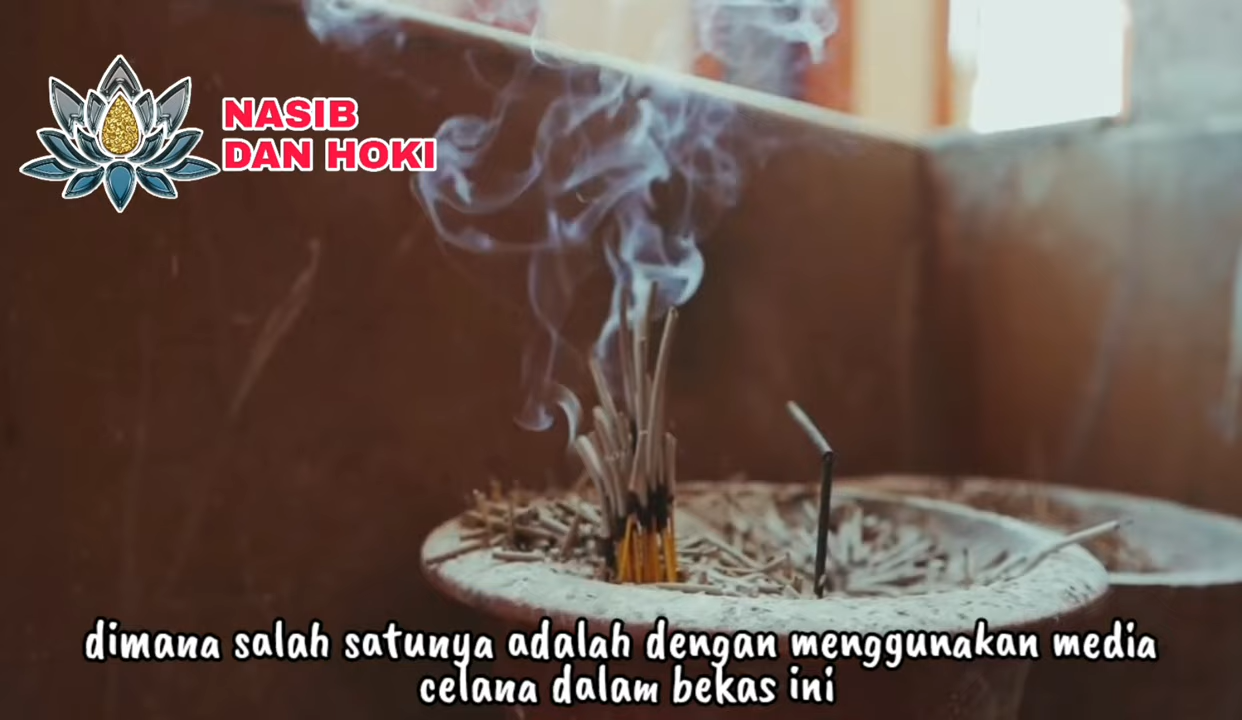 NASIB
DAN HOKI
dimana salah satunya adalah dengan menggunakan media
celana dalam bekas ini